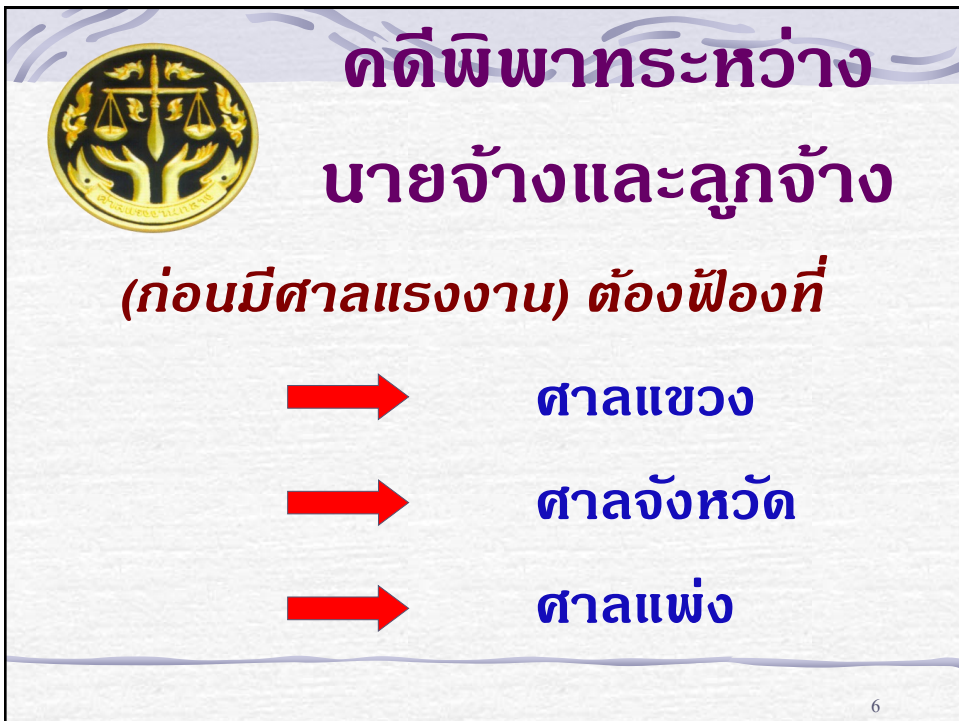 คดีพิพาทระหว่าง
นายจ้างและลูกจ้าง
(ก่อนมีศาลแรงงาน) ต้องฟ้องที่
ศาลแขวง
ศาลจังหวัด
ศาลแพ่ง
6